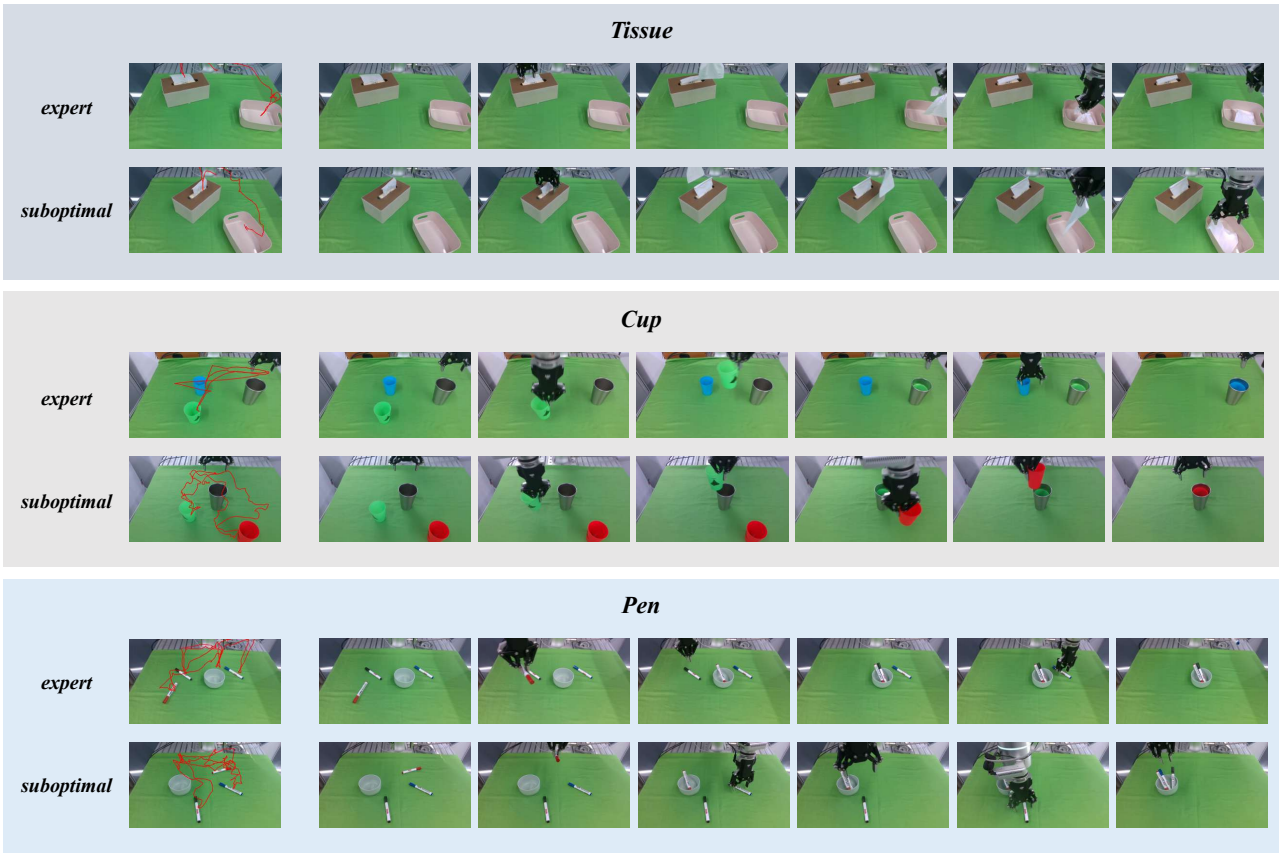 Tissue
expert
suboptimal
Cup
expert
suboptimal
Pen
expert
suboptimal